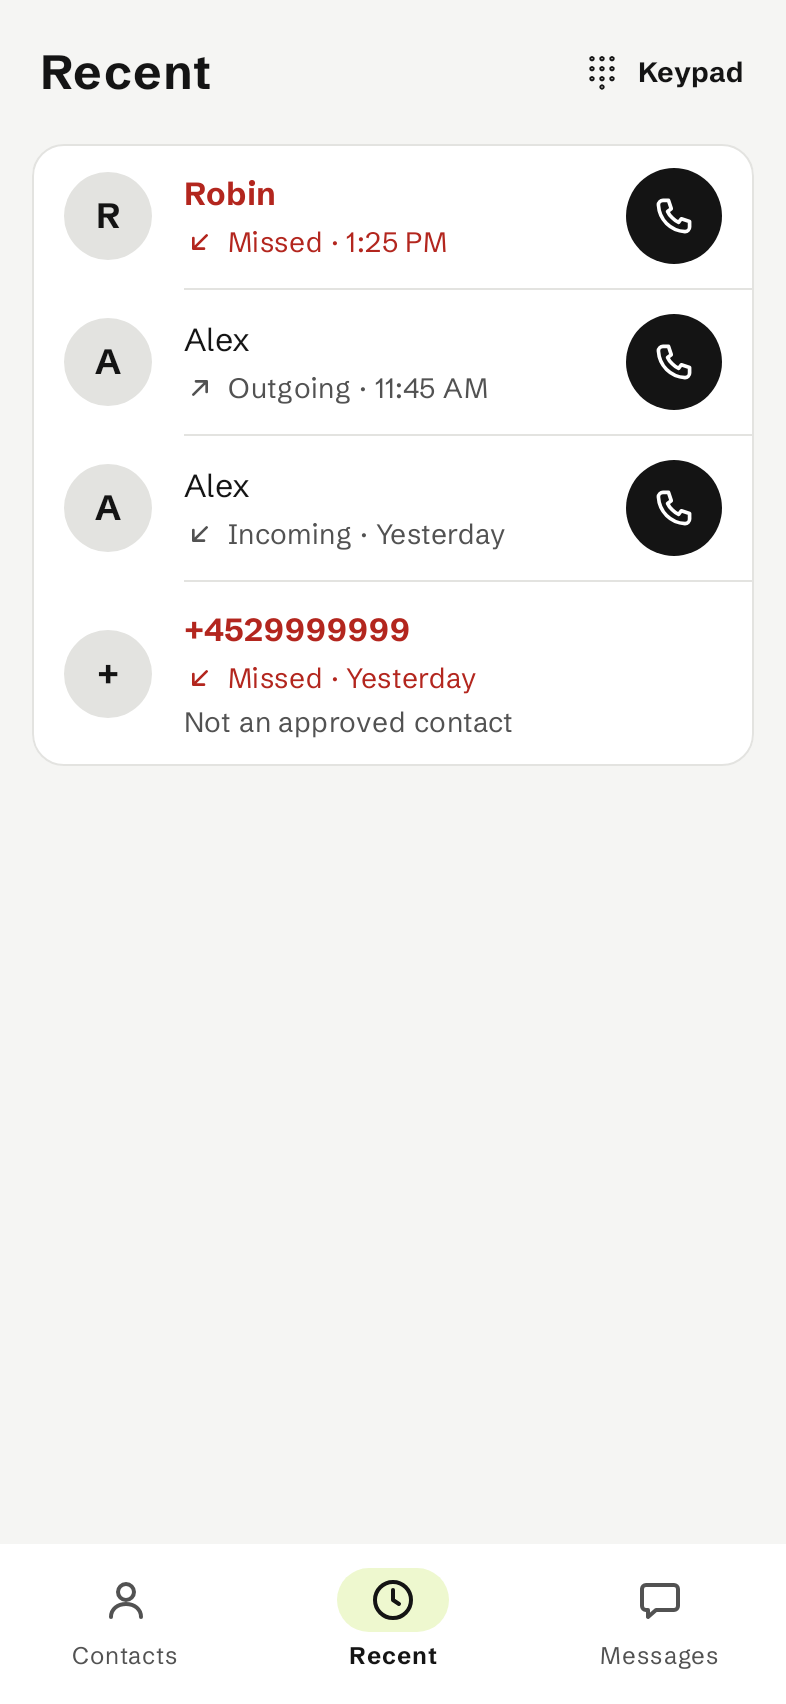 Recent
Keypad
R
Robin
Missed · 1:25 PM
A
Alex
Outgoing · 11:45 AM
A
Alex
Incoming · Yesterday
+
+4529999999
Missed · Yesterday
Not an approved contact
Contacts
Recent
Messages